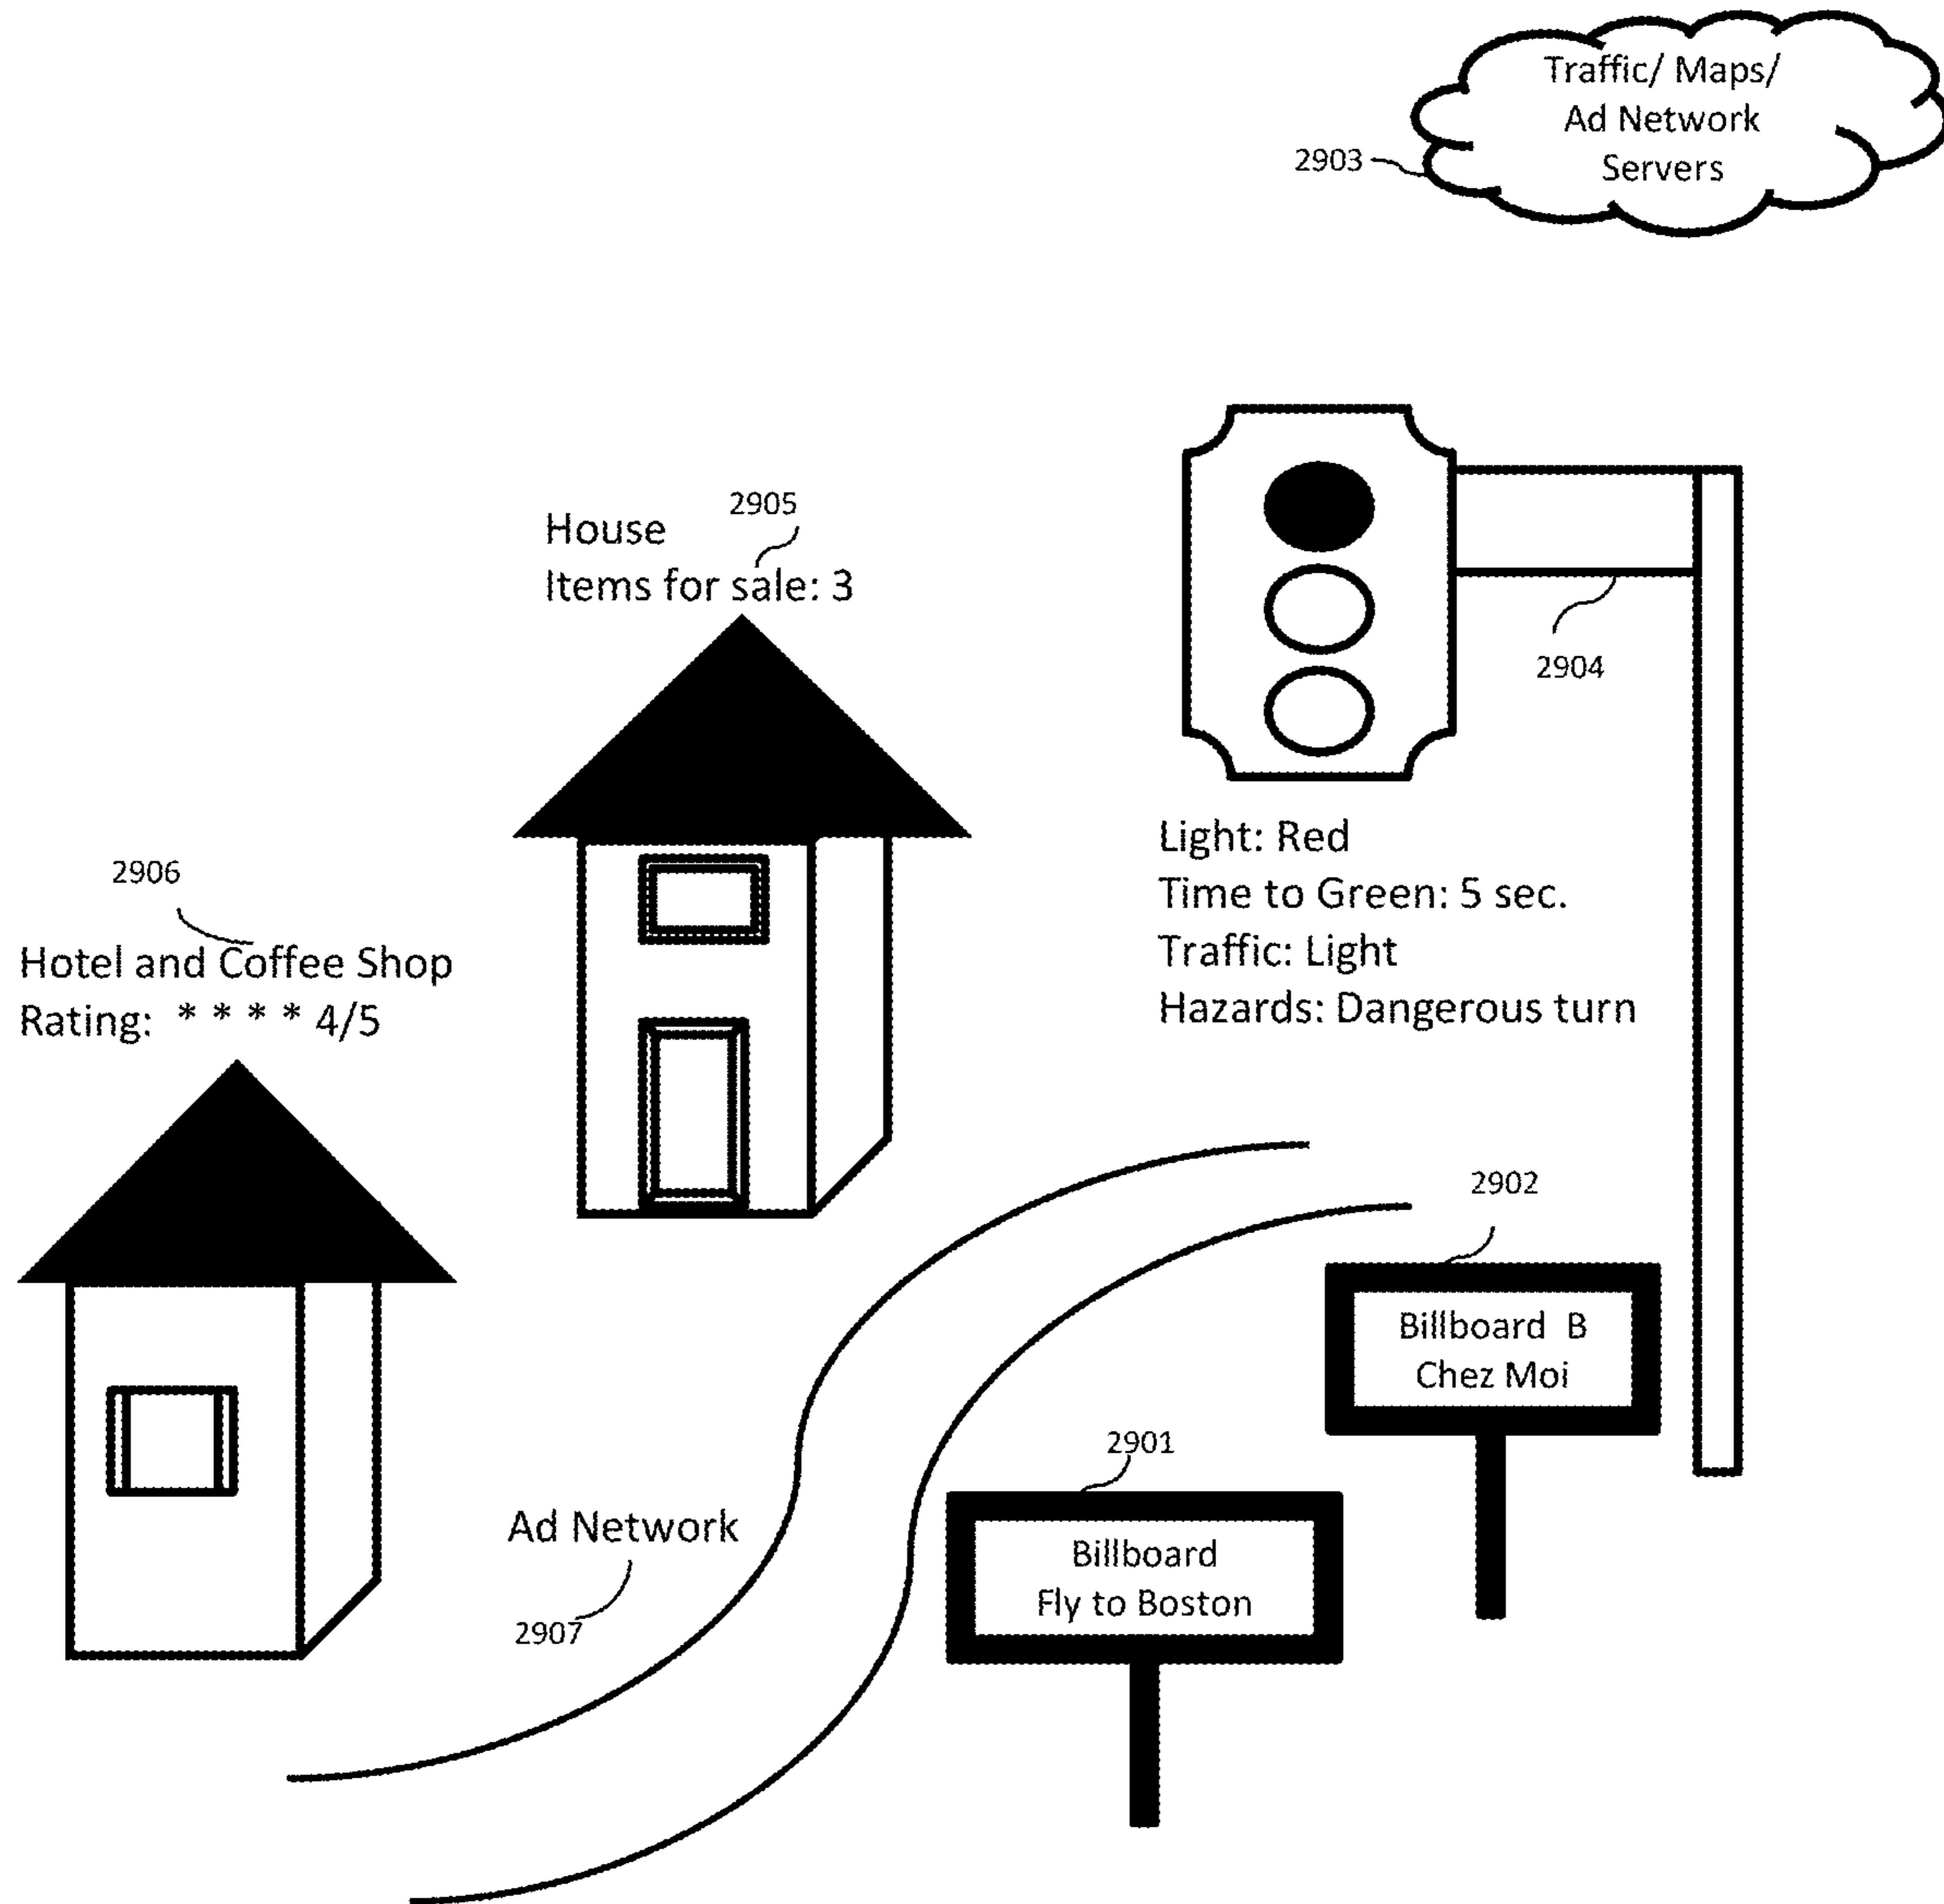 Traffic/ Maps/
Ad Network
Servers
2903
2905
House
Items for sale: 3
2904
Light: Red
Time to Green: 5 sec.
Traffic: Light
Hazards: Dangerous turn
2906
Hotel and Coffee Shop
Rating: * * * * 4/5
2902
Billboard B
Chez Moi
2901
Billboard
Fly to Boston
Ad Network
2907